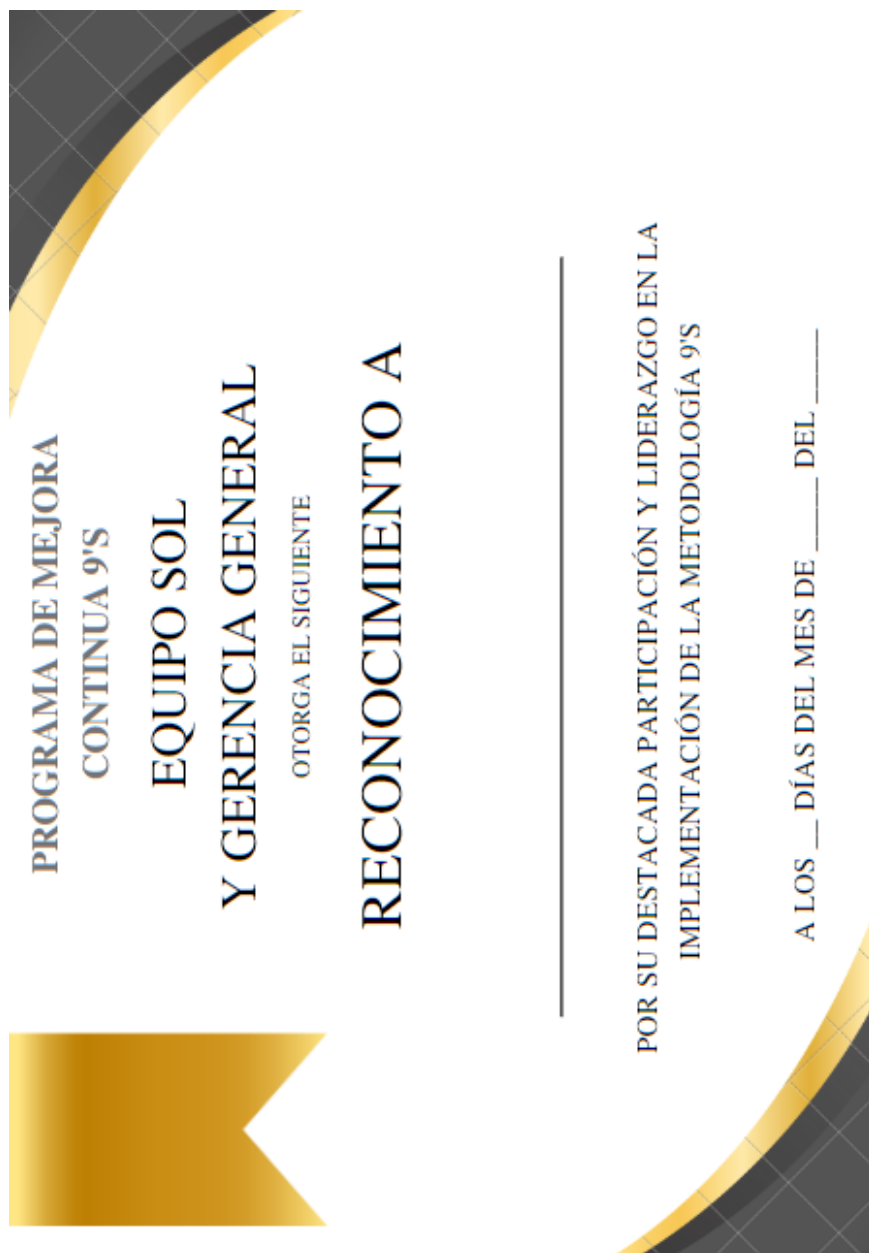 PROGRAMA DE MEJORA
CONTINUA 9'S
EQUIPO SOL
Y GERENCIA GENERAL
OTORGA EL SIGUIENTE
RECONOCIMIENTO A
POR SU DESTACADA PARTICIPACIÓN Y LIDERAZGO EN LA
IMPLEMENTACIÓN DE LA METODOLOGÍA 9'S
A LOS __ DÍAS DEL MES DE _____ DEL _____